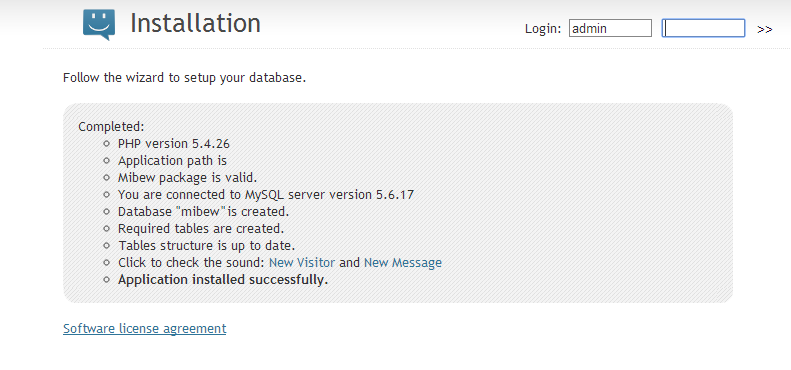 Installation
Login: admin >>
Follow the wizard to setup your database.
Completed:
PHP version 5.4.26
Application path is
Mibew package is valid.
You are connected to MySQL server version 5.6.17
Database "mibew" is created.
Required tables are created.
Tables structure is up to date.
Click to check the sound: New Visitor and New Message
Application installed successfully.
Software license agreement